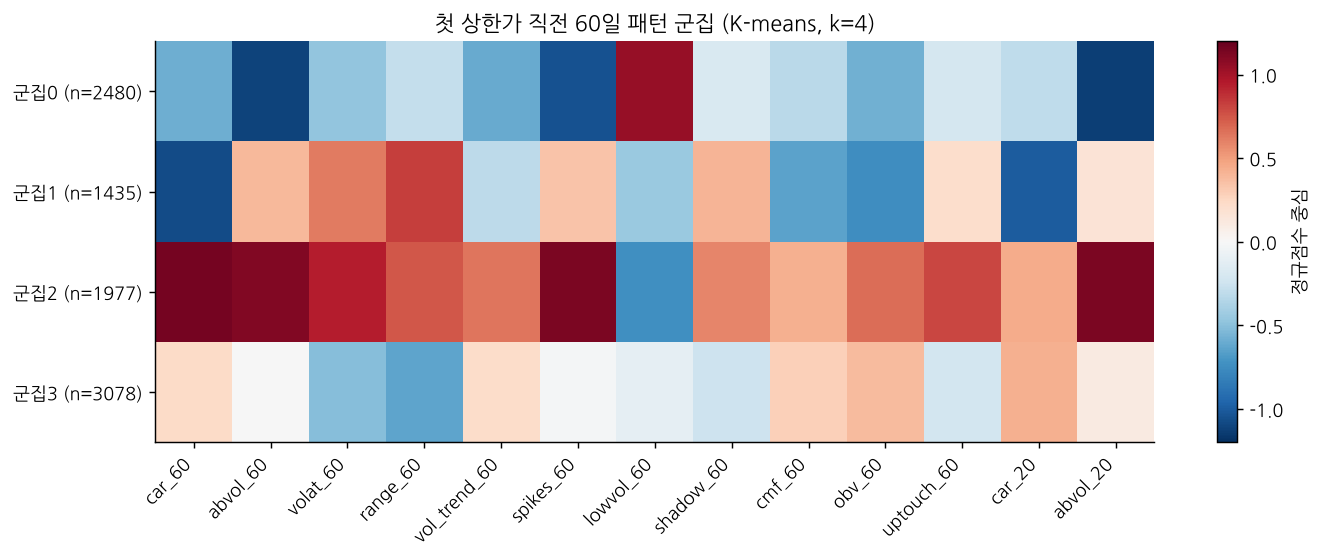 첫 상한가 직전 60일 패턴 군집 (K-means, k=4)
군집0 (n=2480)
군집1 (n=1435)
군집2 (n=1977)
군집3 (n=3078)
car_60
abvol_60
volat_60
range_60
vol_trend_60
spikes_60
lowvol_60
shadow_60
cmf_60
obv_60
uptouch_60
car_20
abvol_20
1.0
0.5
0.0
-0.5
-1.0
정규점수 중심